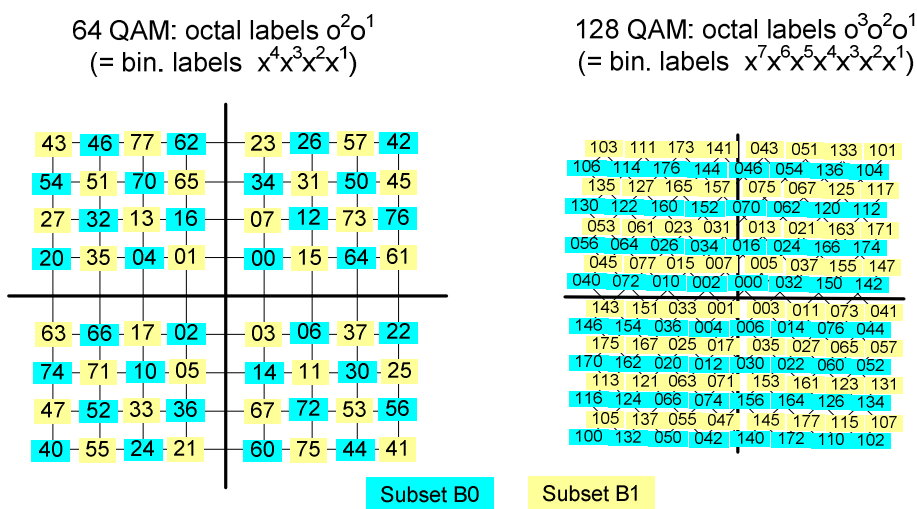 64 QAM: octal labels o²o¹
(= bin. labels x⁴x³x²x¹)
43 46 77 62 23 26 57 42
54 51 70 65 34 31 50 45
27 32 13 16 07 12 73 76
20 35 04 01 00 15 64 61
63 66 17 02 03 06 37 22
74 71 10 05 14 11 30 25
47 52 33 36 67 72 53 56
40 55 24 21 60 75 44 41
128 QAM: octal labels o³o²o¹
(= bin. labels x⁷x⁶x⁵x⁴x³x²x¹)
103 111 173 141 043 051 133 101
106 114 176 144 046 054 136 104
135 127 165 157 075 067 125 117
130 122 160 152 070 062 120 112
053 061 023 031 013 021 163 171
056 064 026 034 016 024 166 174
045 077 015 007 005 037 155 147
040 072 010 002 000 032 150 142
143 151 033 001 003 011 073 041
146 154 036 004 006 014 076 044
175 167 025 017 035 027 065 057
170 162 020 012 030 022 060 052
113 121 063 071 153 161 123 131
116 124 066 074 156 164 126 134
105 137 055 047 145 177 115 107
100 132 050 042 140 172 110 102
Subset B0 Subset B1